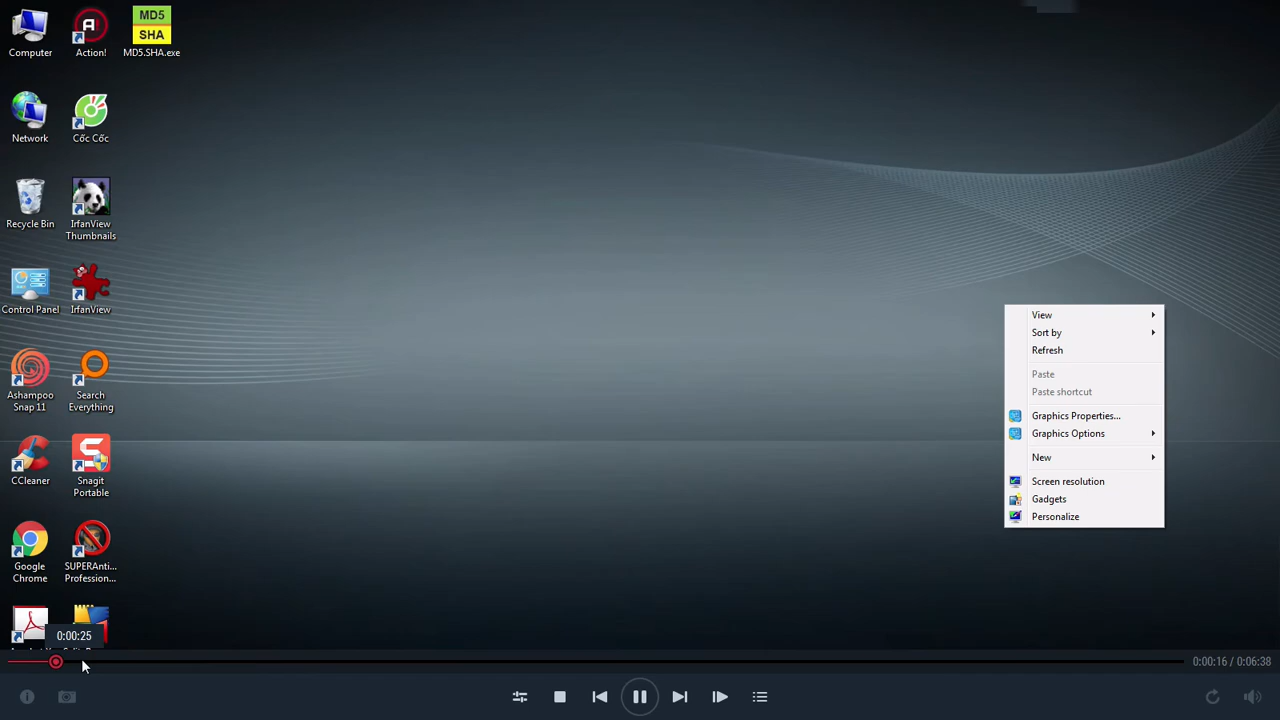 Computer
Action!
MD5
SHA
MD5.SHA.exe
Network
Cốc Cốc
Recycle Bin
IrfanView
Thumbnails
Control Panel
IrfanView
Ashampoo
Snap 11
Search
Everything
CCleaner
Snagit
Portable
Google
Chrome
SUPERAnti...
Profession...
View
Sort by
Refresh
Paste
Paste shortcut
Graphics Properties...
Graphics Options
New
Screen resolution
Gadgets
Personalize
0:00:25
0:00:16 / 0:06:38